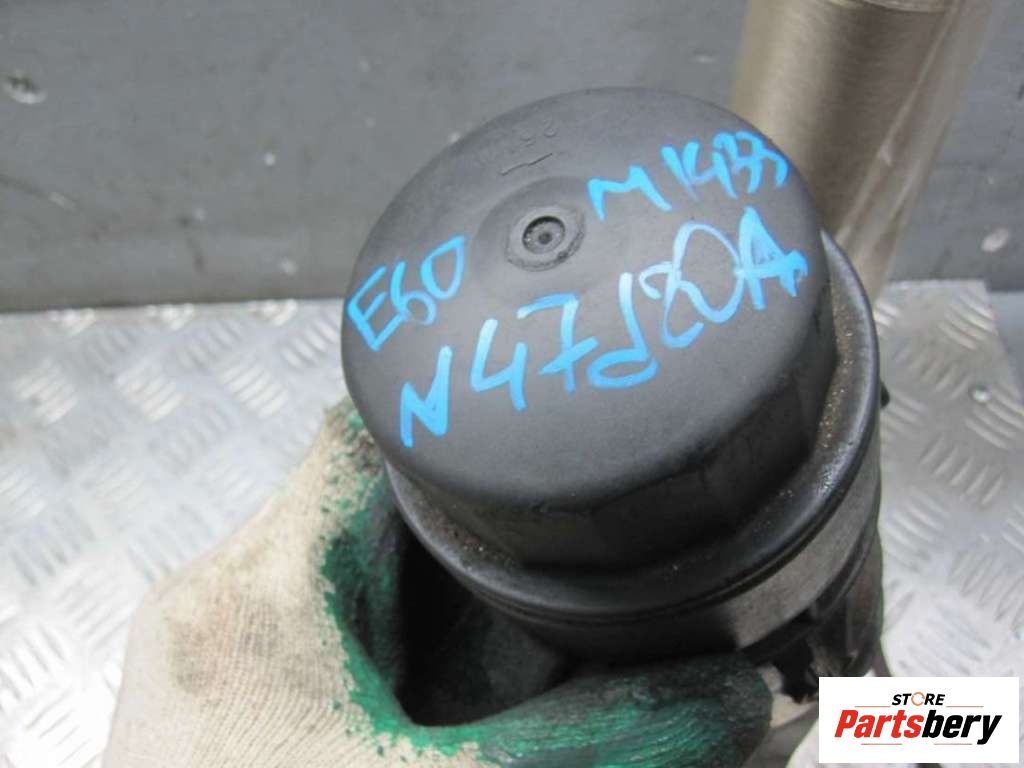 M1433
E60
N47d20A
STORE
Partsbery